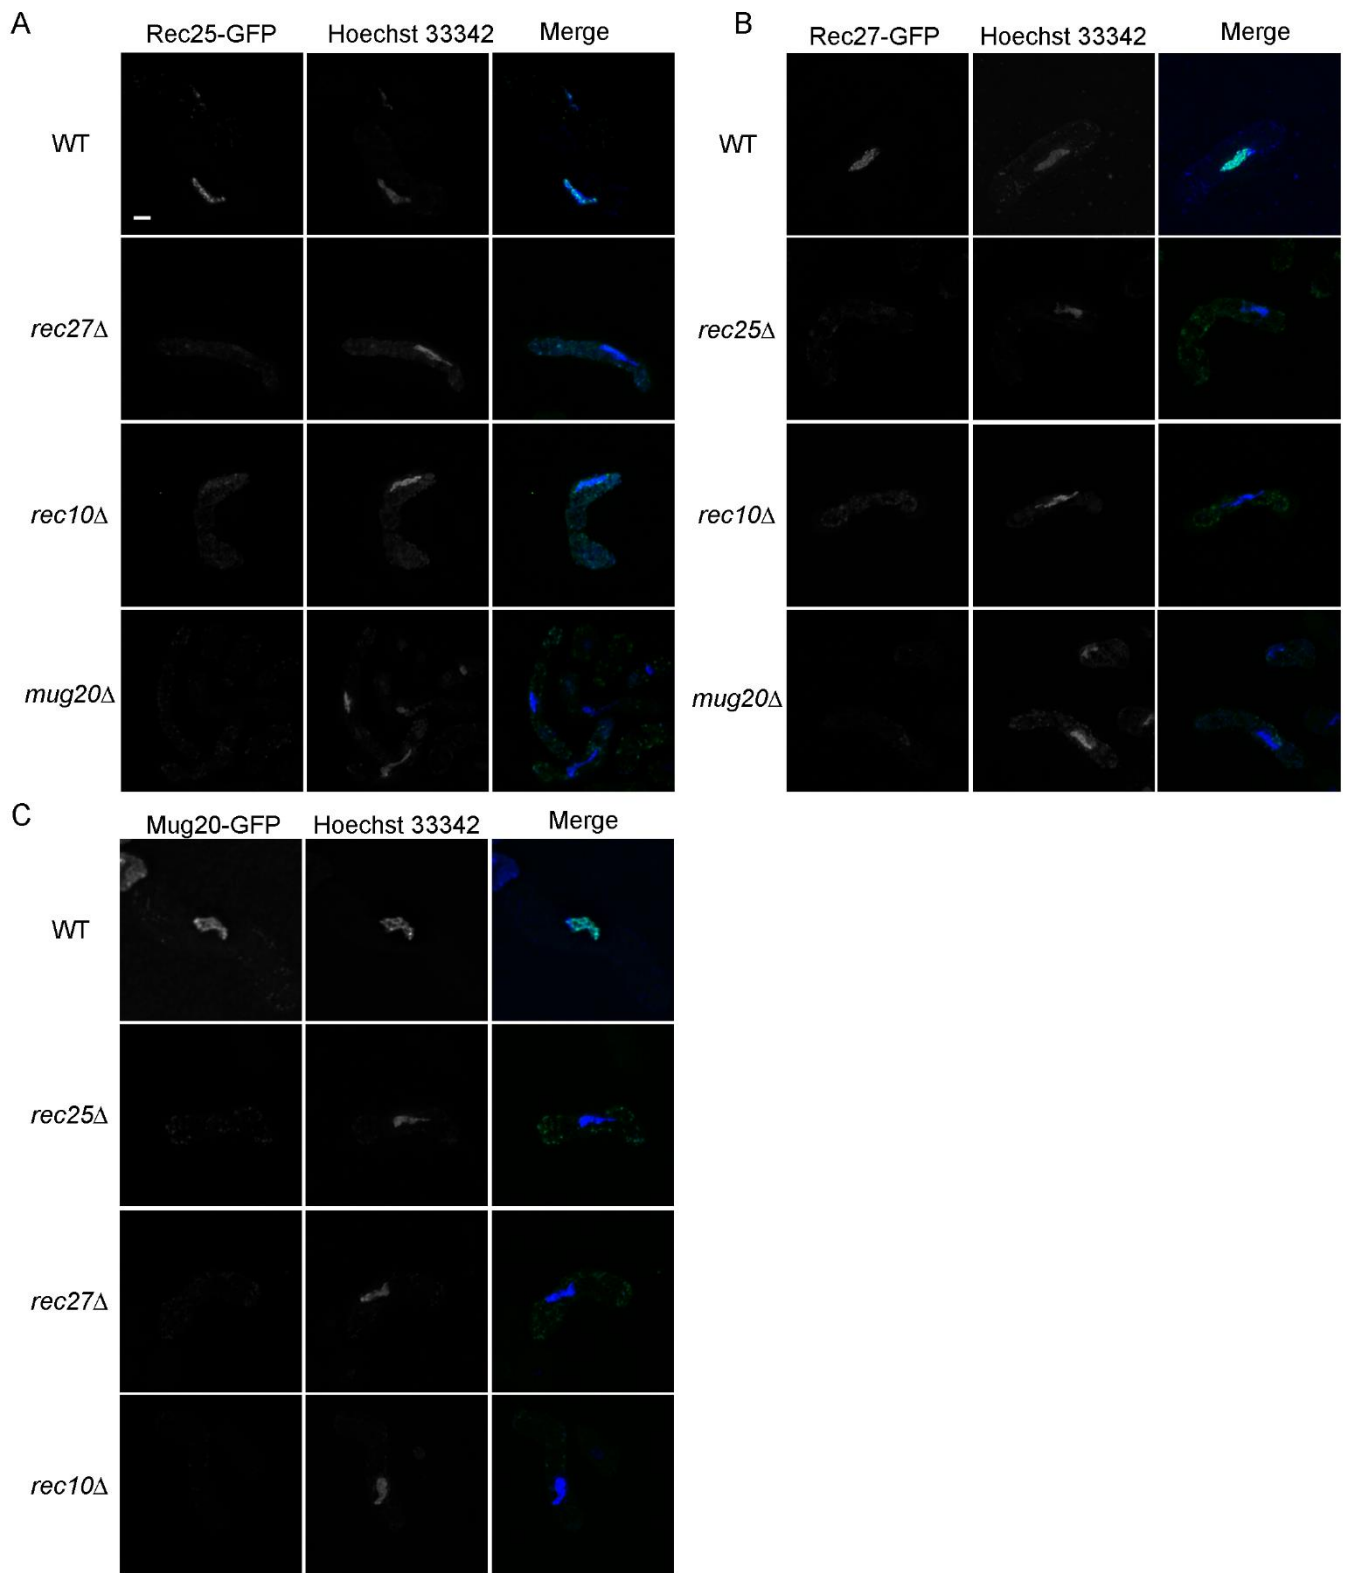 A
Rec25-GFP Hoechst 33342 Merge
WT
rec27Δ
rec10Δ
mug20Δ
B
Rec27-GFP Hoechst 33342 Merge
WT
rec25Δ
rec10Δ
mug20Δ
C
Mug20-GFP Hoechst 33342 Merge
WT
rec25Δ
rec27Δ
rec10Δ